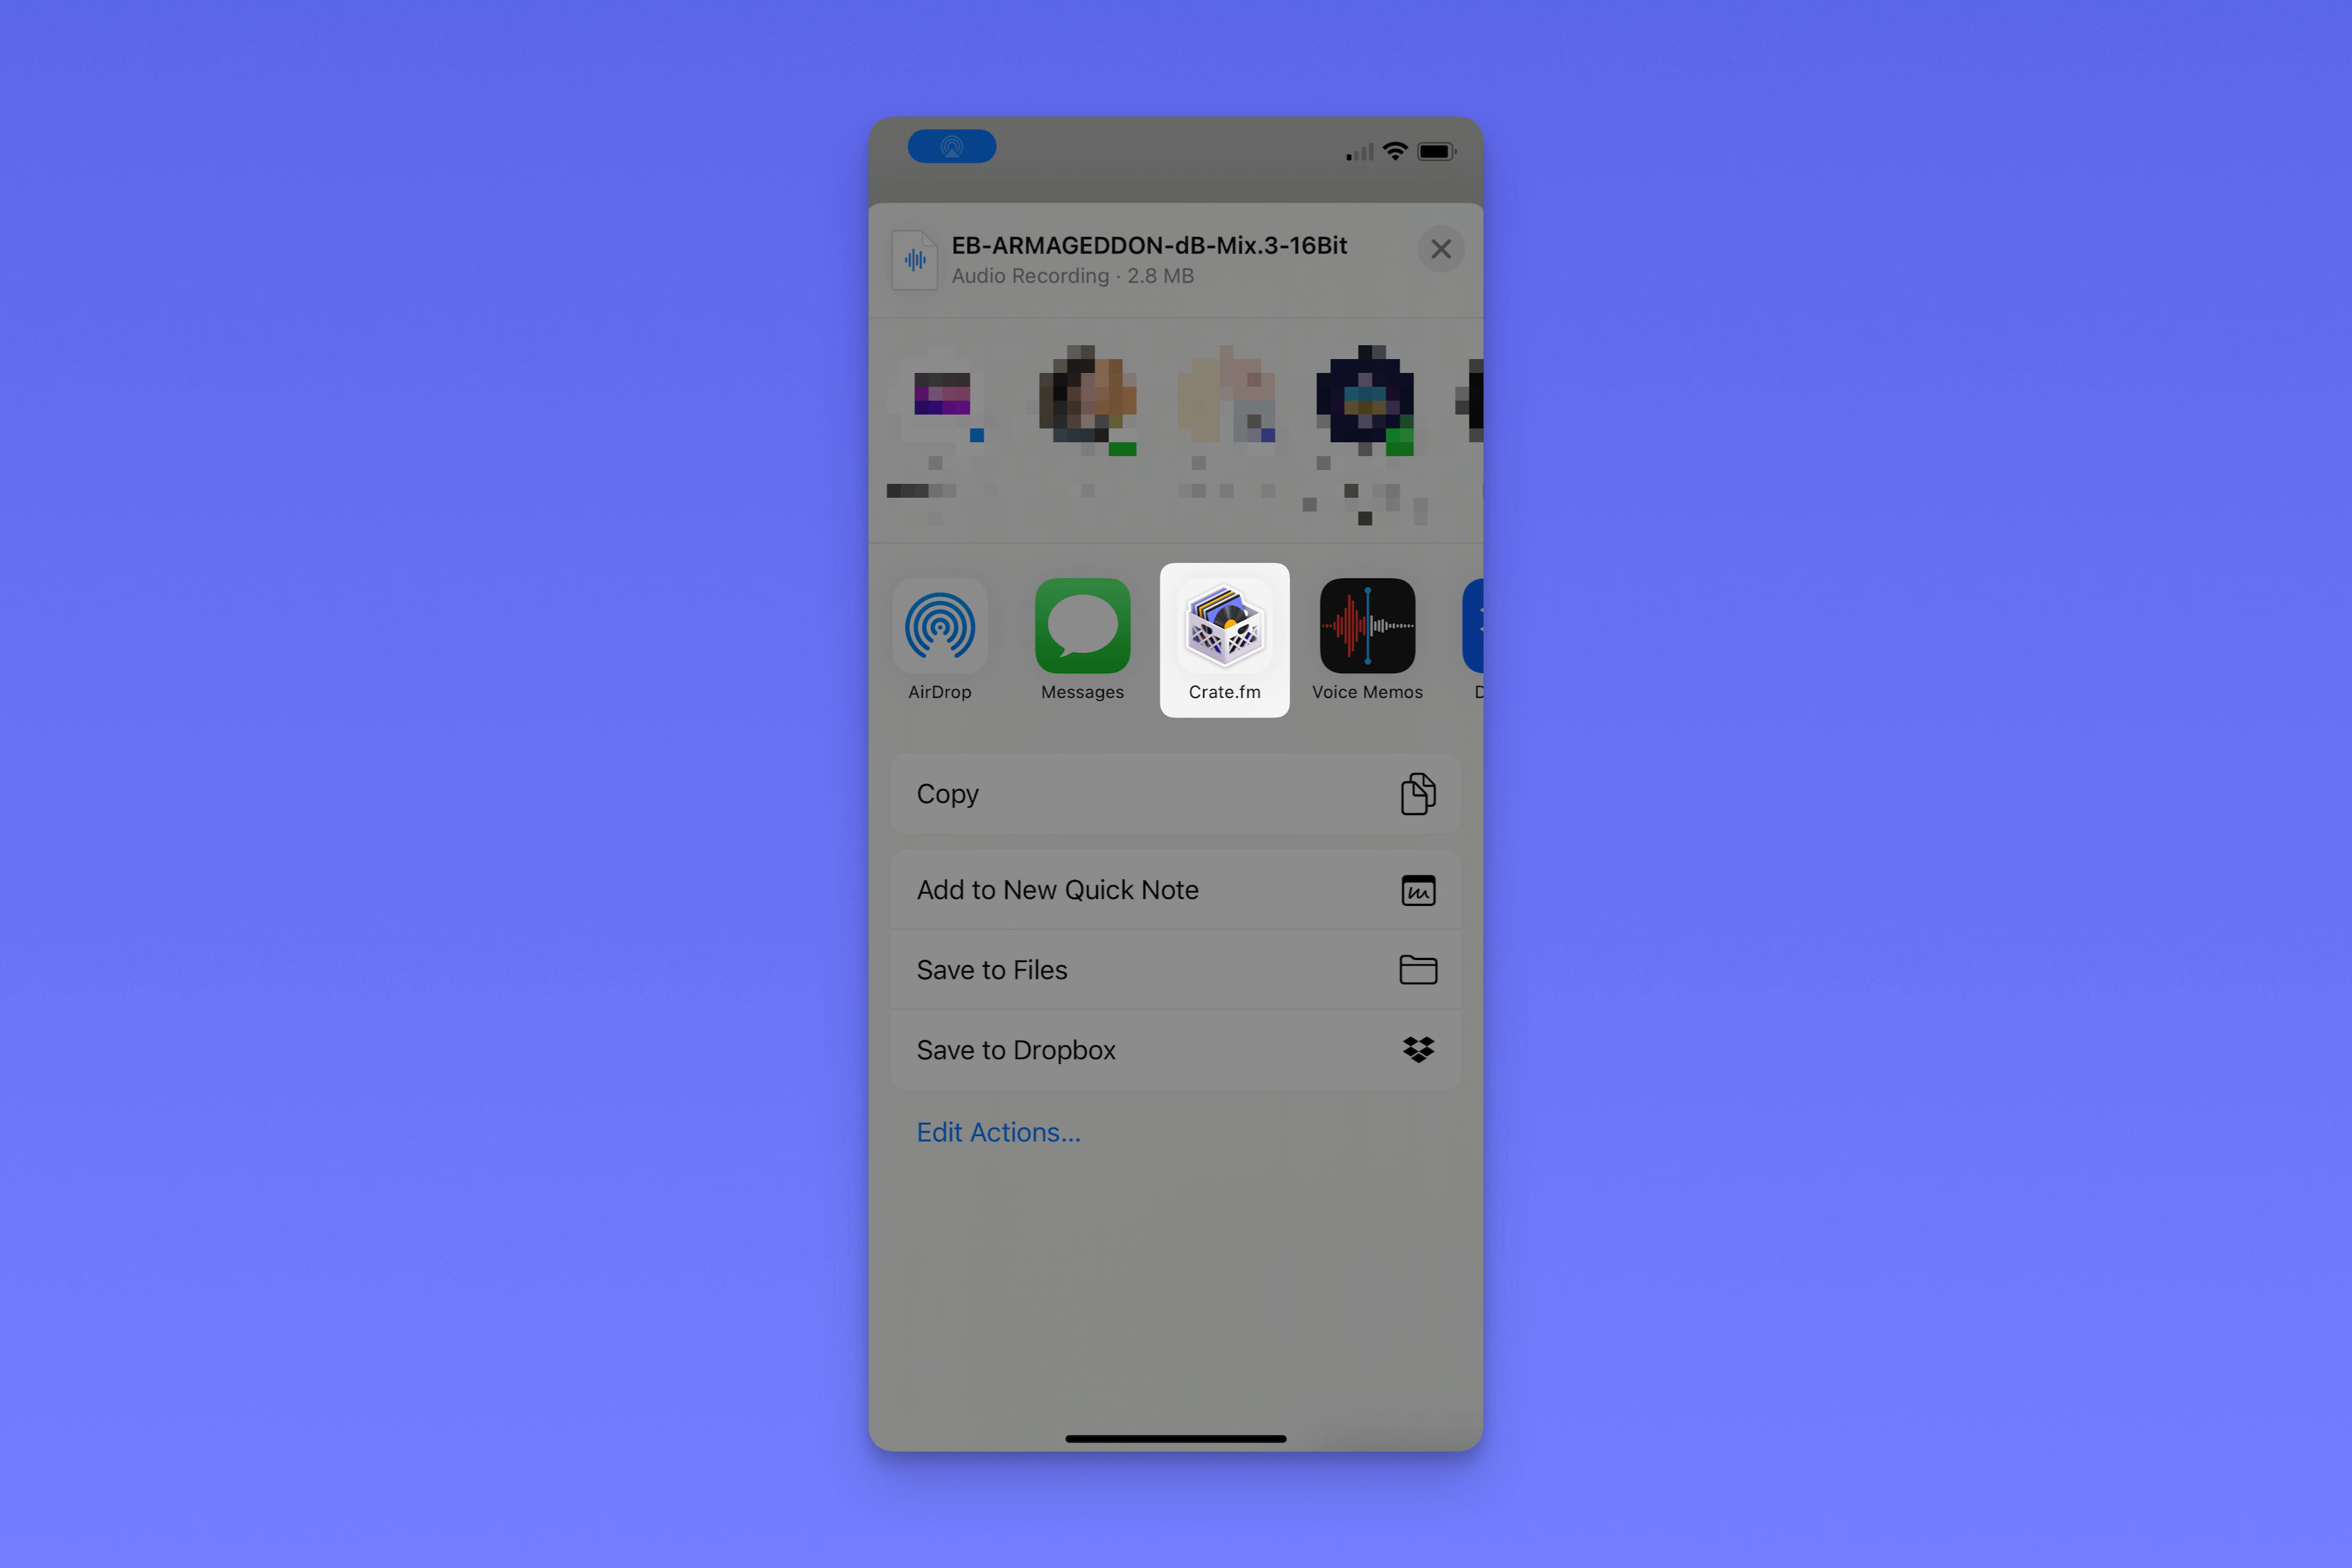 EB-ARMAGEDDON-dB-Mix.3-16Bit
Audio Recording · 2.8 MB
AirDrop
Messages
Crate.fm
Voice Memos
D
Copy
Add to New Quick Note
Save to Files
Save to Dropbox
Edit Actions...